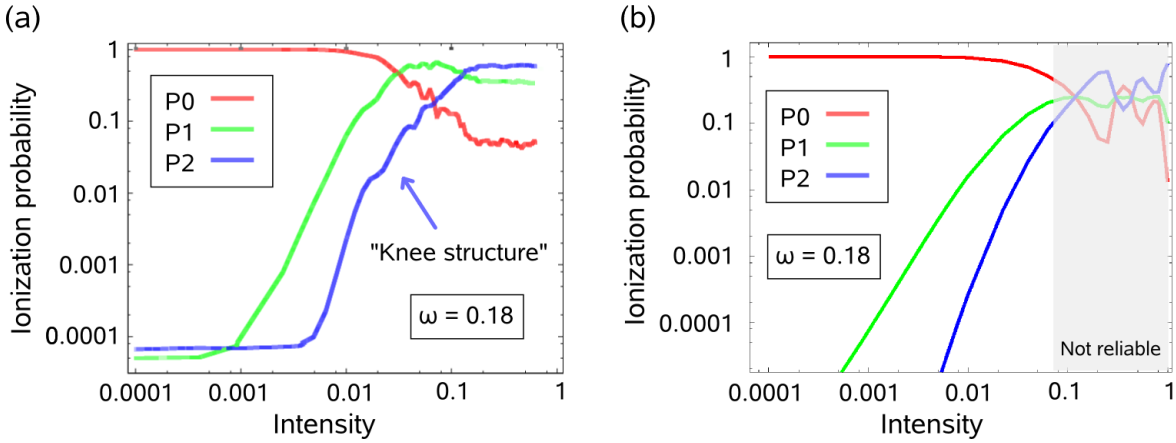 (a)
Ionization probability
1
0.1
0.01
0.001
0.0001
P0
P1
P2
"Knee structure"
ω = 0.18
0.0001 0.001 0.01 0.1 1
Intensity
(b)
Ionization probability
1
0.1
0.01
0.001
0.0001
P0
P1
P2
ω = 0.18
Not reliable
0.0001 0.001 0.01 0.1 1
Intensity